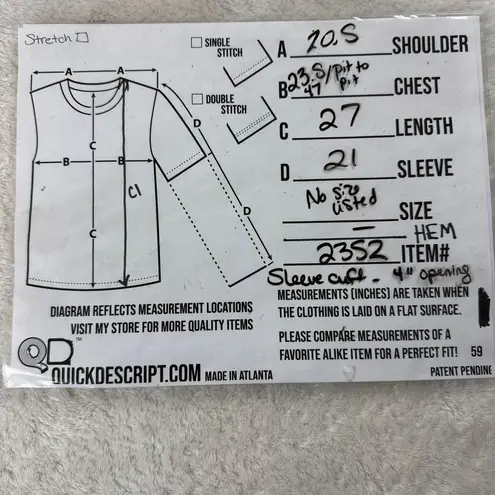 Stretch
SINGLE STITCH
DOUBLE STITCH
A A
B B
C
C
C1
D
D
A 20.5 SHOULDER
B 23.5/pit to pit CHEST
47
C 27 LENGTH
D 21 SLEEVE
No size listed SIZE
— HEM
2352 ITEM#
Sleeve cuff - 4" opening
DIAGRAM REFLECTS MEASUREMENT LOCATIONS
VISIT MY STORE FOR MORE QUALITY ITEMS
MEASUREMENTS (INCHES) ARE TAKEN WHEN
THE CLOTHING IS LAID ON A FLAT SURFACE.
PLEASE COMPARE MEASUREMENTS OF A
FAVORITE ALIKE ITEM FOR A PERFECT FIT! 59
QD TM
QUICKDESCRIPT.COM MADE IN ATLANTA
PATENT PENDING